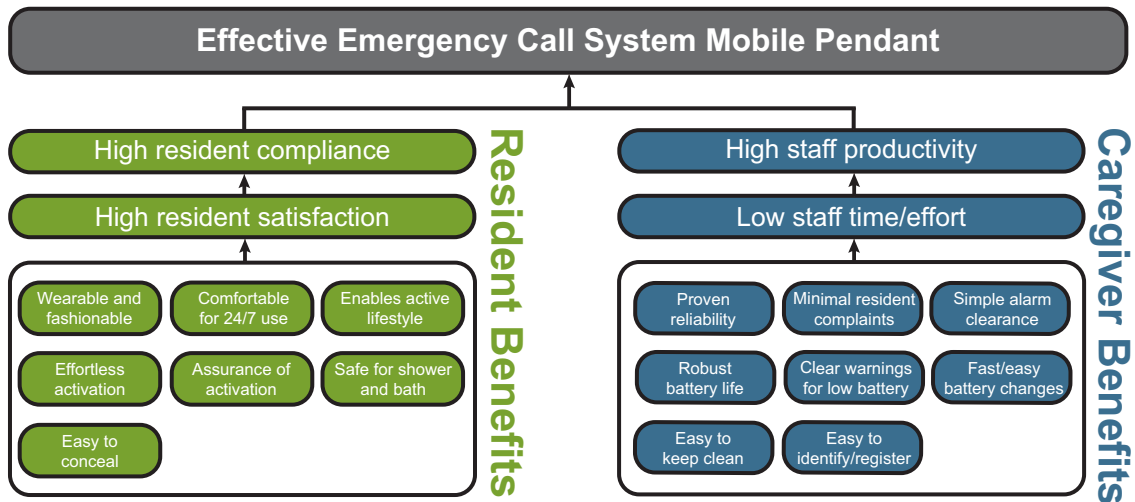 Effective Emergency Call System Mobile Pendant
Resident Benefits
High resident compliance
High resident satisfaction
Wearable and
fashionable
Comfortable
for 24/7 use
Enables active
lifestyle
Effortless
activation
Assurance of
activation
Safe for shower
and bath
Easy to
conceal
Caregiver Benefits
High staff productivity
Low staff time/effort
Proven
reliability
Minimal resident
complaints
Simple alarm
clearance
Robust
battery life
Clear warnings
for low battery
Fast/easy
battery changes
Easy to
keep clean
Easy to
identify/register